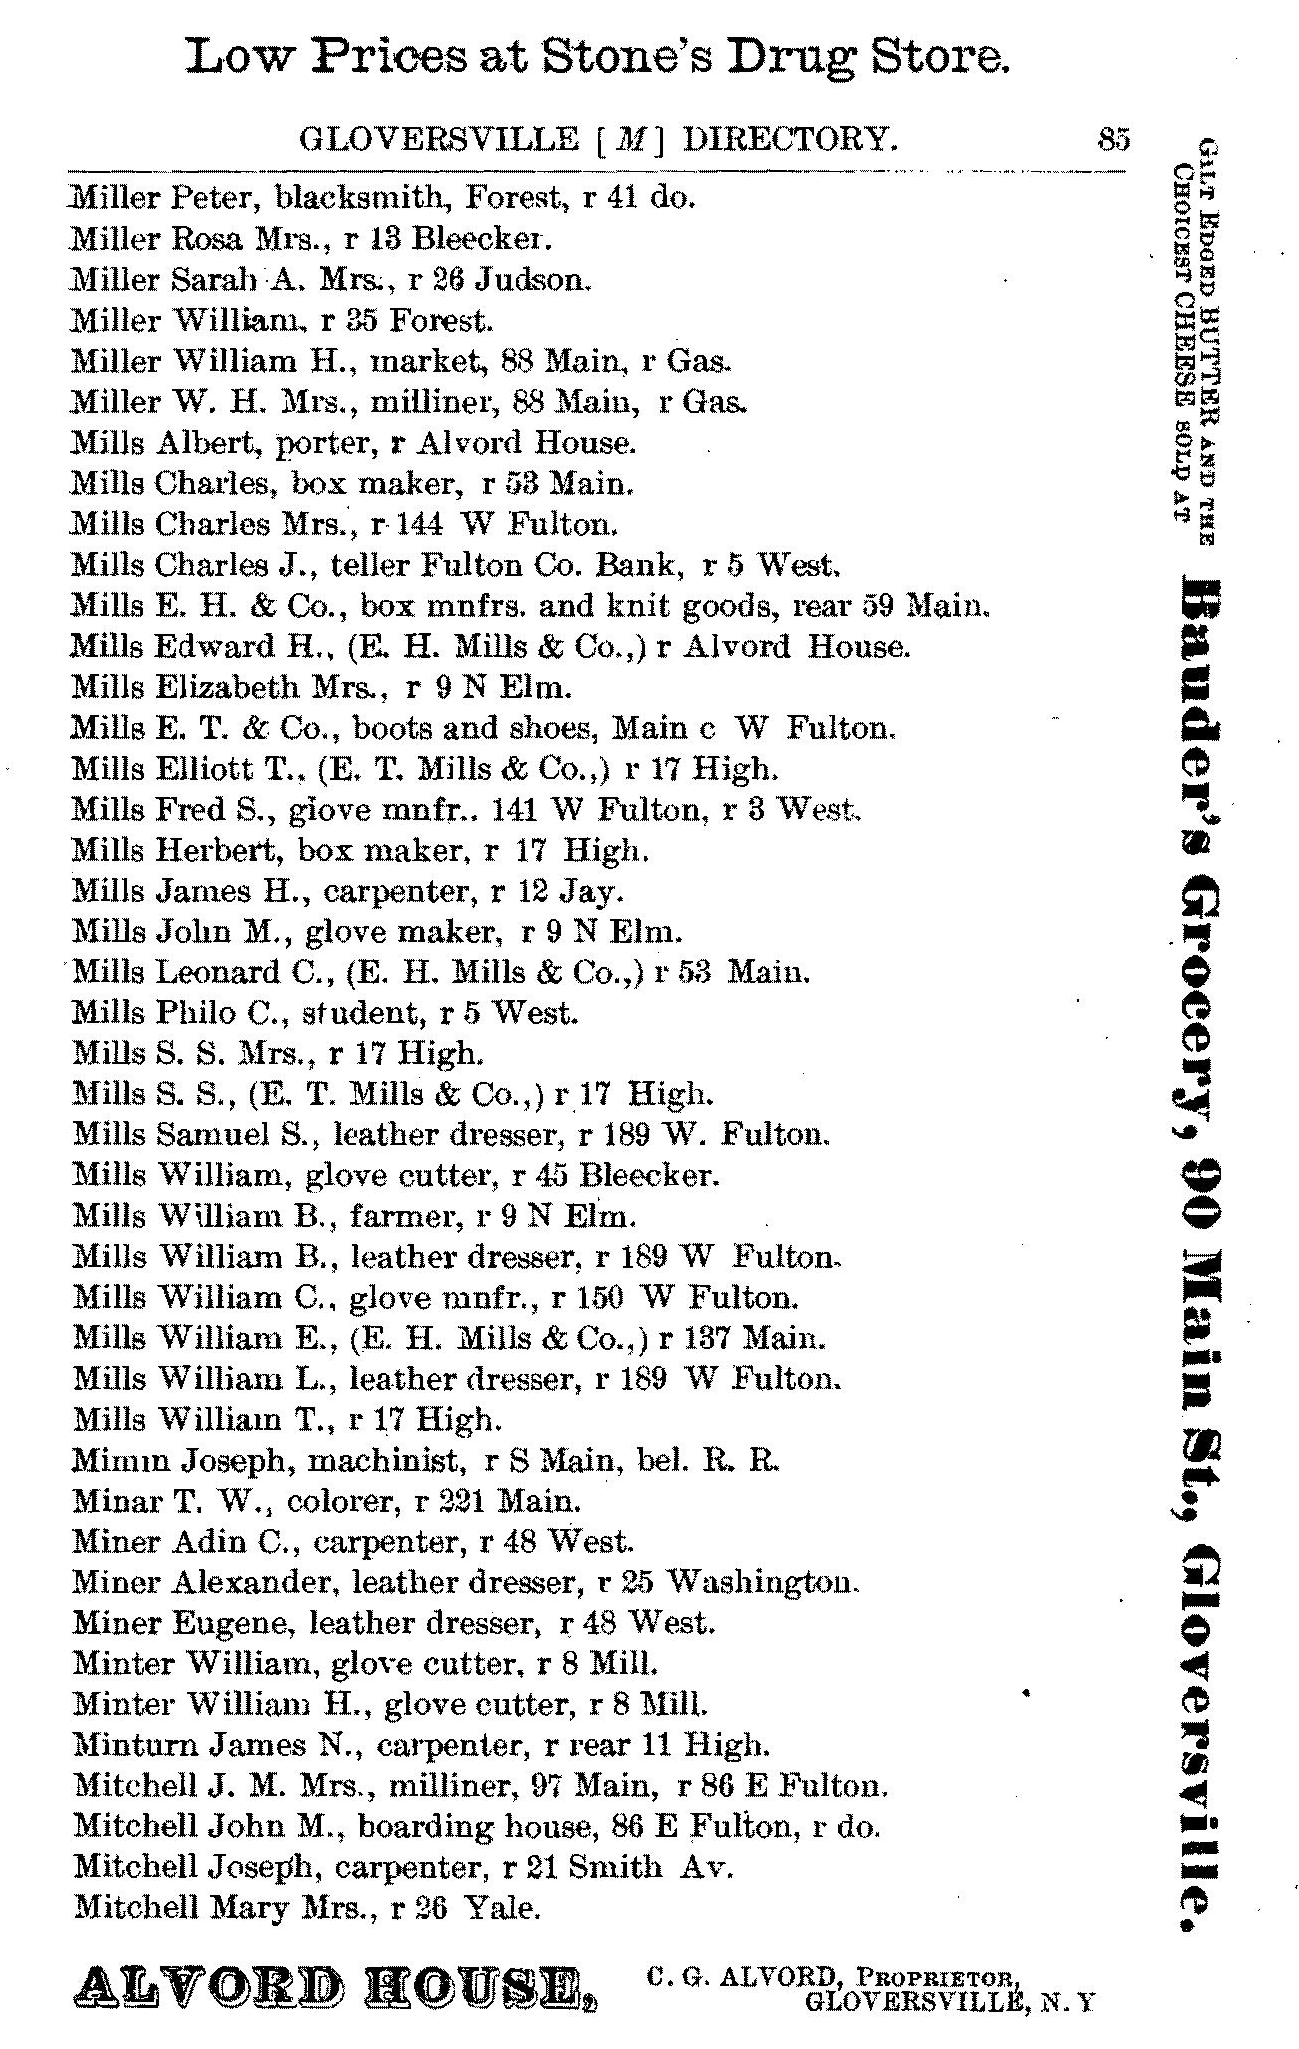 Low Prices at Stone's Drug Store.
GLOVERSVILLE [M] DIRECTORY. 85
Miller Peter, blacksmith, Forest, r 41 do.
Miller Rosa Mrs., r 13 Bleecker.
Miller Sarah A. Mrs., r 26 Judson.
Miller William, r 35 Forest.
Miller William H., market, 88 Main, r Gas.
Miller W. H. Mrs., milliner, 88 Main, r Gas.
Mills Albert, porter, r Alvord House.
Mills Charles, box maker, r 53 Main.
Mills Charles Mrs., r 144 W Fulton.
Mills Charles J., teller Fulton Co. Bank, r 5 West.
Mills E. H. & Co., box mnfrs. and knit goods, rear 59 Main.
Mills Edward H., (E. H. Mills & Co.,) r Alvord House.
Mills Elizabeth Mrs., r 9 N Elm.
Mills E. T. & Co., boots and shoes, Main c W Fulton.
Mills Elliott T., (E. T. Mills & Co.,) r 17 High.
Mills Fred S., glove mnfr.. 141 W Fulton, r 3 West.
Mills Herbert, box maker, r 17 High.
Mills James H., carpenter, r 12 Jay.
Mills John M., glove maker, r 9 N Elm.
Mills Leonard C., (E. H. Mills & Co.,) r 53 Main.
Mills Philo C., student, r 5 West.
Mills S. S. Mrs., r 17 High.
Mills S. S., (E. T. Mills & Co.,) r 17 High.
Mills Samuel S., leather dresser, r 189 W. Fulton.
Mills William, glove cutter, r 45 Bleecker.
Mills William B., farmer, r 9 N Elm.
Mills William B., leather dresser, r 189 W Fulton.
Mills William C., glove mnfr., r 150 W Fulton.
Mills William E., (E. H. Mills & Co.,) r 137 Main.
Mills William L., leather dresser, r 189 W Fulton.
Mills William T., r 17 High.
Mimm Joseph, machinist, r S Main, bel. R. R.
Minar T. W., colorer, r 221 Main.
Miner Adin C., carpenter, r 48 West.
Miner Alexander, leather dresser, r 25 Washington.
Miner Eugene, leather dresser, r 48 West.
Minter William, glove cutter, r 8 Mill.
Minter William H., glove cutter, r 8 Mill.
Minturn James N., carpenter, r rear 11 High.
Mitchell J. M. Mrs., milliner, 97 Main, r 86 E Fulton.
Mitchell John M., boarding house, 86 E Fulton, r do.
Mitchell Joseph, carpenter, r 21 Smith Av.
Mitchell Mary Mrs., r 26 Yale.
ALVORD HOUSE, C. G. ALVORD, PROPRIETOR,
GLOVERSVILLE, N. Y
GILT EDGED BUTTER AND THE
CHOICEST CHEESE SOLD AT
Bauder's Grocery, 90 Main St., Gloversville.